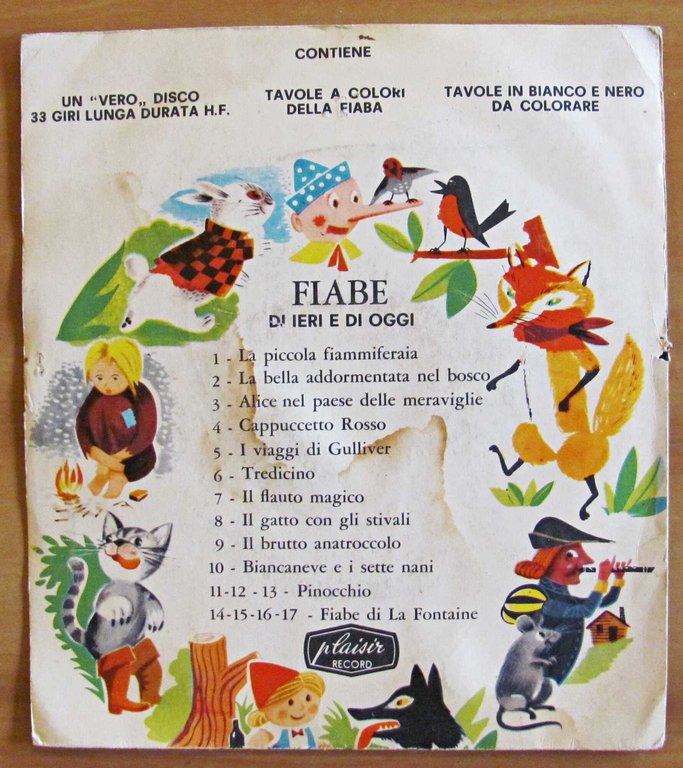 CONTIENE
UN "VERO„ DISCO
33 GIRI LUNGA DURATA H.F.
TAVOLE A COLORI
DELLA FIABA
TAVOLE IN BIANCO E NERO
DA COLORARE
FIABE
DI IERI E DI OGGI
1 - La piccola fiammiferaia
2 - La bella addormentata nel bosco
3 - Alice nel paese delle meraviglie
4 - Cappuccetto Rosso
5 - I viaggi di Gulliver
6 - Tredicino
7 - Il flauto magico
8 - Il gatto con gli stivali
9 - Il brutto anatroccolo
10 - Biancaneve e i sette nani
11-12 - 13 - Pinocchio
14-15-16-17 - Fiabe di La Fontaine
plaisir
RECORD